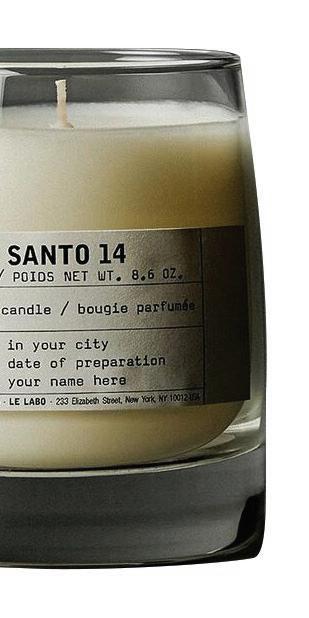 SANTO 14
/ POIDS NET WT. 8.6 OZ.
candle / bougie parfumée
in your city
date of preparation
your name here
· LE LABO · 233 Elizabeth Street, New York, NY 10012-USA